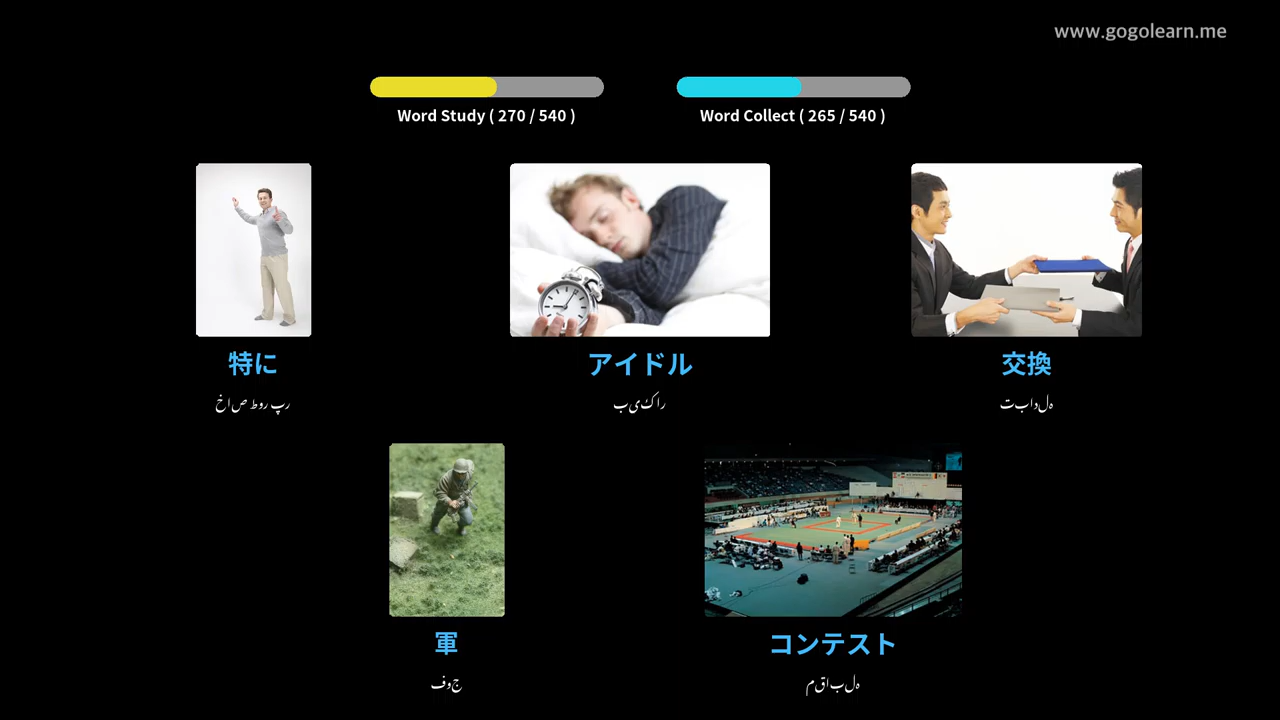 www.gogolearn.me
Word Study ( 270 / 540 )
Word Collect ( 265 / 540 )
特に
アイドル
交換
خاص طور پر
بیکار
تبادلہ
軍
コンテスト
فوج
مقابلہ